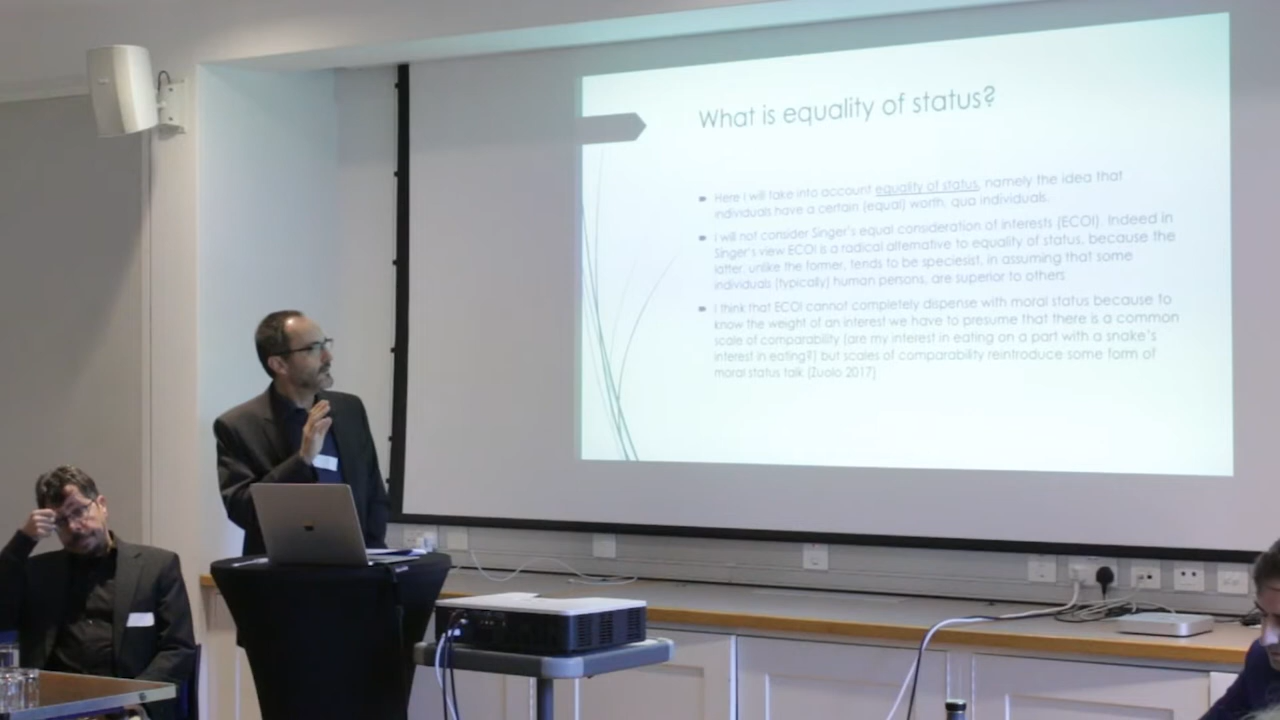 What is equality of status?
Here I will take into account equality of status, namely the idea that
individuals have a certain (equal) worth, qua individuals.
I will not consider Singer's equal consideration of interests (ECOI). Indeed in
Singer's view ECOI is a radical alternative to equality of status, because the
latter, unlike the former, tends to be speciesist, in assuming that some
individuals (typically) human persons, are superior to others
I think that ECOI cannot completely dispense with moral status because to
know the weight of an interest we have to presume that there is a common
scale of comparability (are my interest in eating on a part with a snake's
interest in eating?) but scales of comparability reintroduce some form of
moral status talk (Zuolo 2017)